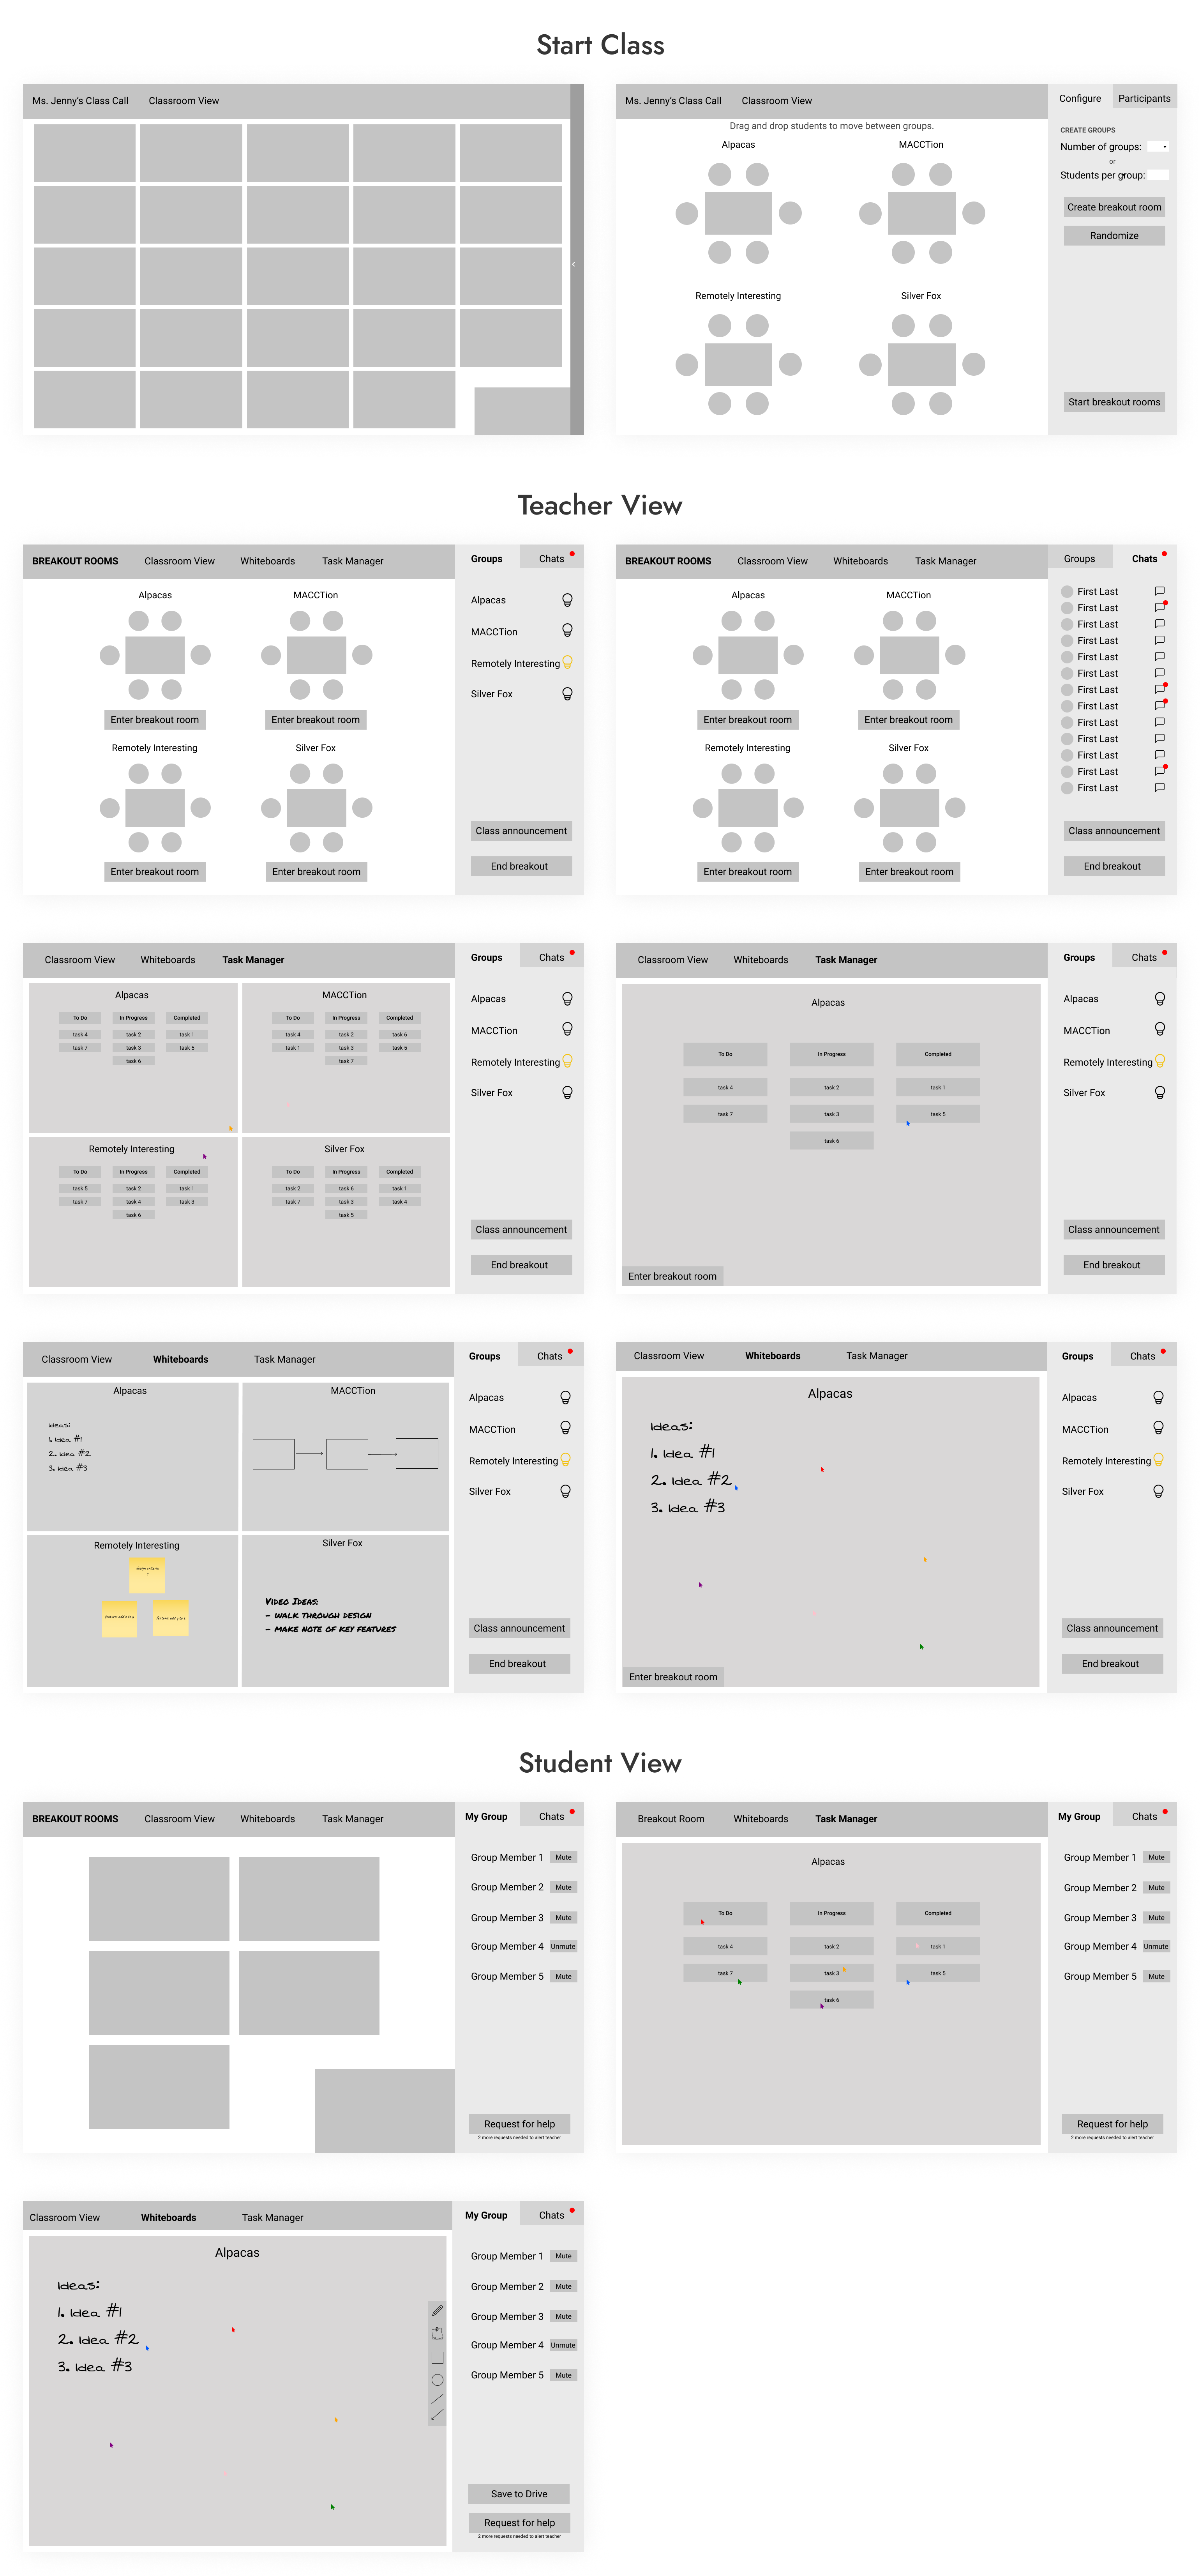 Start Class
Ms. Jenny's Class Call Classroom View
Ms. Jenny's Class Call Classroom View
Configure Participants
Drag and drop students to move between groups.
Alpacas MACCTion
Remotely Interesting Silver Fox
CREATE GROUPS
Number of groups:
or
Students per group:
Create breakout room
Randomize
Start breakout rooms
Teacher View
BREAKOUT ROOMS Classroom View Whiteboards Task Manager
Groups Chats
Alpacas MACCTion
Enter breakout room Enter breakout room
Remotely Interesting Silver Fox
Enter breakout room Enter breakout room
Alpacas
MACCTion
Remotely Interesting
Silver Fox
Class announcement
End breakout
BREAKOUT ROOMS Classroom View Whiteboards Task Manager
Groups Chats
Alpacas MACCTion
Enter breakout room Enter breakout room
Remotely Interesting Silver Fox
Enter breakout room Enter breakout room
First Last
First Last
First Last
First Last
First Last
First Last
First Last
First Last
First Last
First Last
First Last
First Last
First Last
Class announcement
End breakout
Classroom View Whiteboards Task Manager
Groups Chats
Alpacas
To Do In Progress Completed
task 4 task 2 task 1
task 7 task 3 task 5
task 6
MACCTion
To Do In Progress Completed
task 4 task 2 task 6
task 1 task 3 task 5
task 7
Remotely Interesting
To Do In Progress Completed
task 5 task 2 task 1
task 7 task 4 task 3
task 6
Silver Fox
To Do In Progress Completed
task 2 task 6 task 1
task 7 task 3 task 4
task 5
Alpacas
MACCTion
Remotely Interesting
Silver Fox
Class announcement
End breakout
Classroom View Whiteboards Task Manager
Groups Chats
Alpacas
To Do In Progress Completed
task 4 task 2 task 1
task 7 task 3 task 5
task 6
Enter breakout room
Alpacas
MACCTion
Remotely Interesting
Silver Fox
Class announcement
End breakout
Classroom View Whiteboards Task Manager
Groups Chats
Alpacas
Ideas:
1. Idea #1
2. Idea #2
3. Idea #3
MACCTion
Remotely Interesting
Silver Fox
Video Ideas:
- walk through design
- make note of key features
Alpacas
MACCTion
Remotely Interesting
Silver Fox
Class announcement
End breakout
Classroom View Whiteboards Task Manager
Groups Chats
Alpacas
Ideas:
1. Idea #1
2. Idea #2
3. Idea #3
Enter breakout room
Alpacas
MACCTion
Remotely Interesting
Silver Fox
Class announcement
End breakout
Student View
BREAKOUT ROOMS Classroom View Whiteboards Task Manager
My Group Chats
Group Member 1 Mute
Group Member 2 Mute
Group Member 3 Mute
Group Member 4 Unmute
Group Member 5 Mute
Request for help
2 more requests needed to alert teacher
Breakout Room Whiteboards Task Manager
My Group Chats
Alpacas
To Do In Progress Completed
task 4 task 2 task 1
task 7 task 3 task 5
task 6
Group Member 1 Mute
Group Member 2 Mute
Group Member 3 Mute
Group Member 4 Unmute
Group Member 5 Mute
Request for help
2 more requests needed to alert teacher
Classroom View Whiteboards Task Manager
My Group Chats
Alpacas
Ideas:
1. Idea #1
2. Idea #2
3. Idea #3
Group Member 1 Mute
Group Member 2 Mute
Group Member 3 Mute
Group Member 4 Unmute
Group Member 5 Mute
Save to Drive
Request for help
2 more requests needed to alert teacher